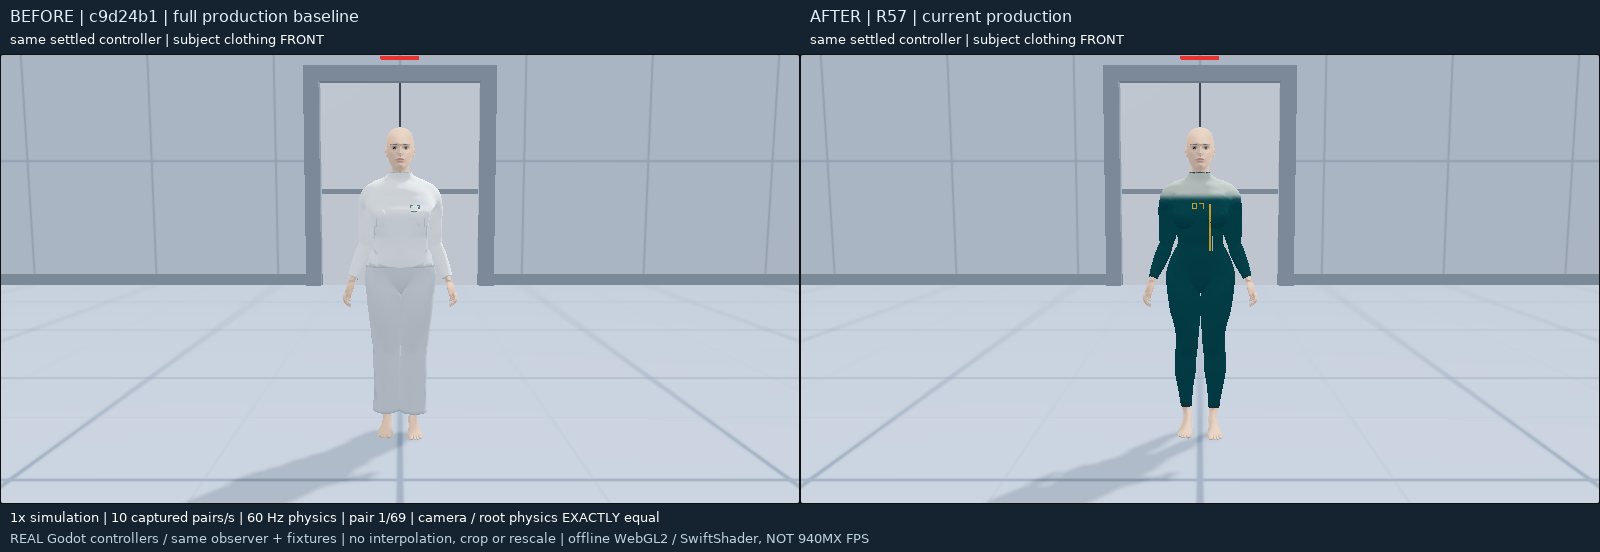 BEFORE | c9d24b1 | full production baseline
same settled controller | subject clothing FRONT
AFTER | R57 | current production
same settled controller | subject clothing FRONT
1x simulation | 10 captured pairs/s | 60 Hz physics | pair 1/69 | camera / root physics EXACTLY equal
REAL Godot controllers / same observer + fixtures | no interpolation, crop or rescale | offline WebGL2 / SwiftShader, NOT 940MX FPS